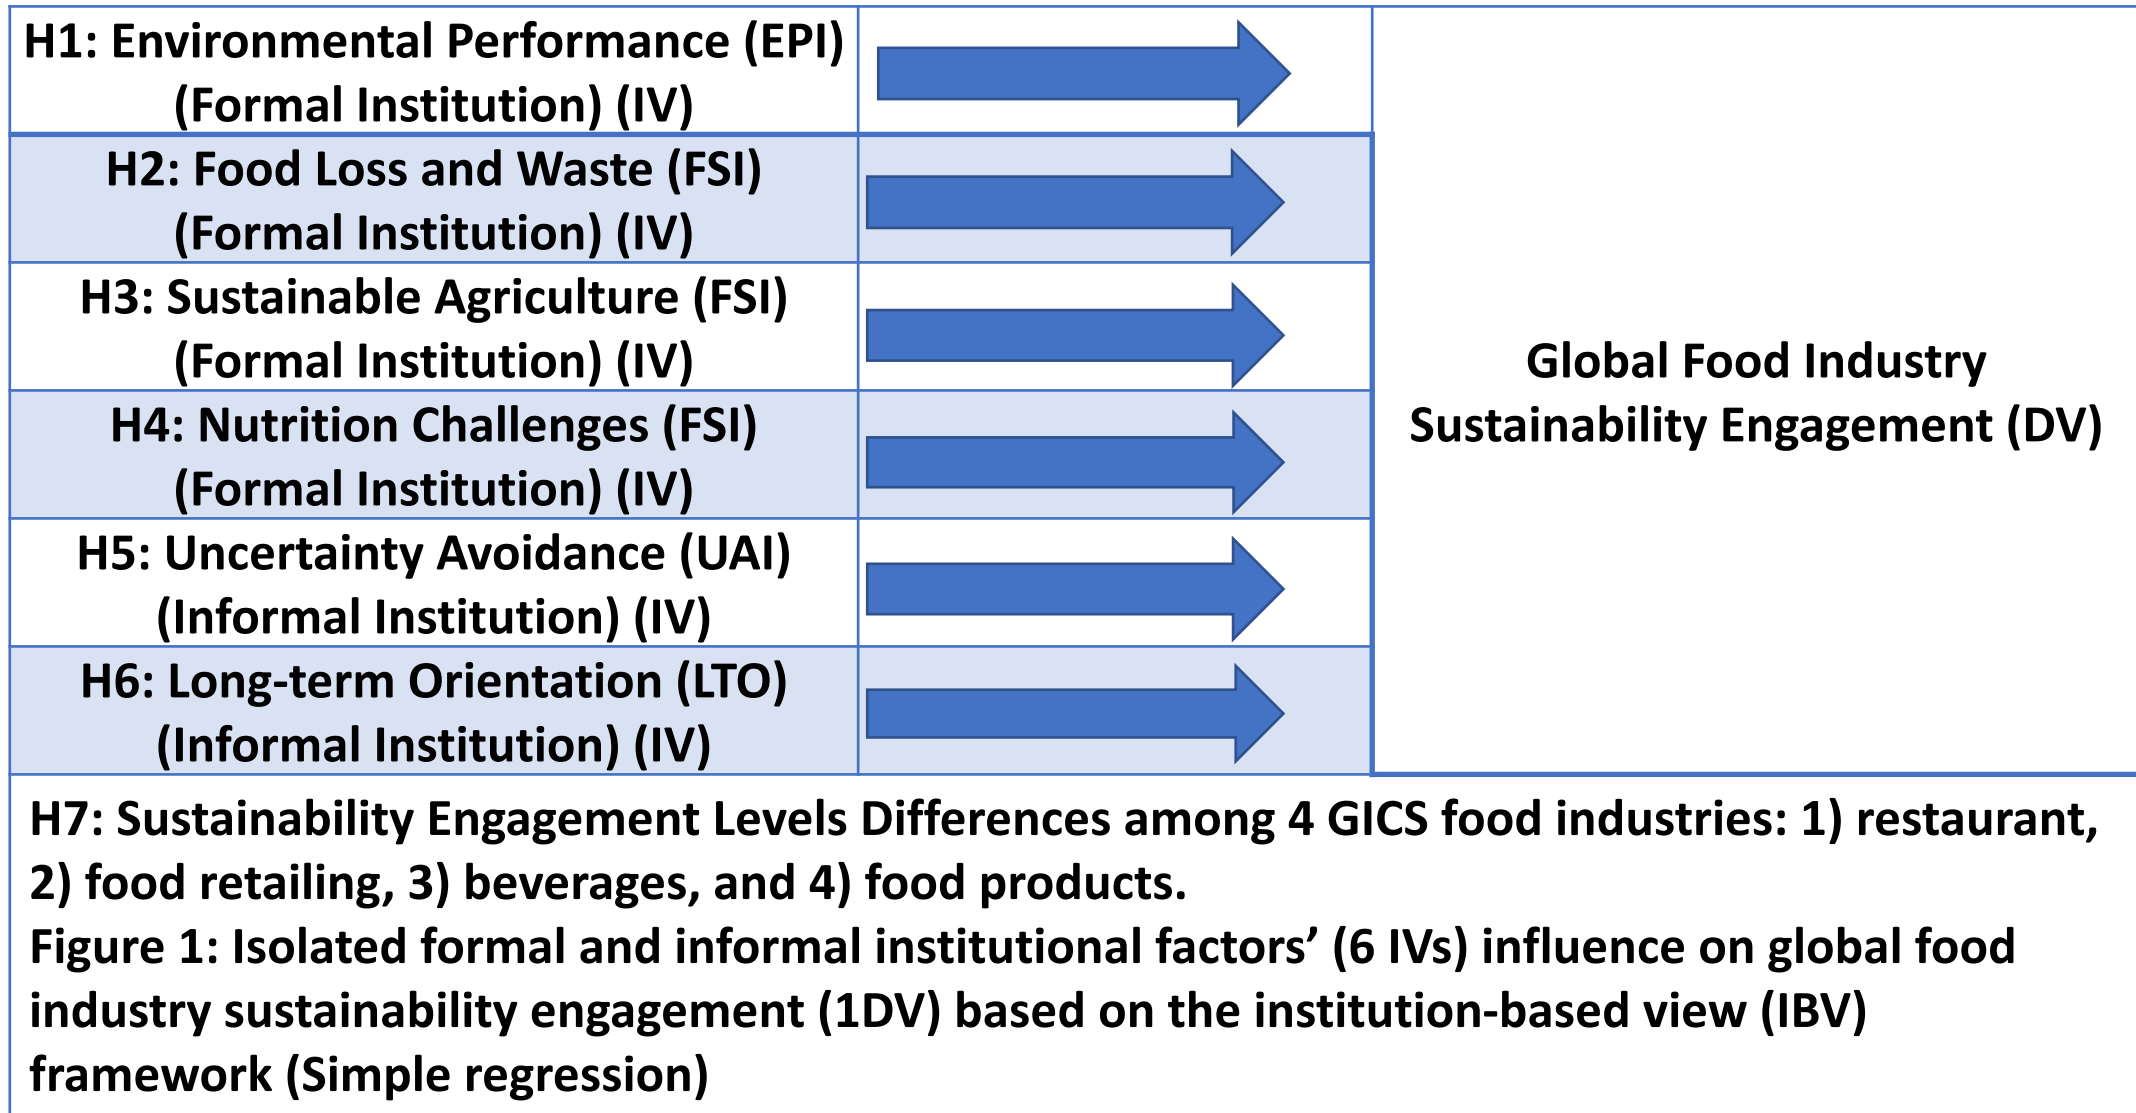 H1: Environmental Performance (EPI)
(Formal Institution) (IV)
H2: Food Loss and Waste (FSI)
(Formal Institution) (IV)
H3: Sustainable Agriculture (FSI)
(Formal Institution) (IV)
H4: Nutrition Challenges (FSI)
(Formal Institution) (IV)
H5: Uncertainty Avoidance (UAI)
(Informal Institution) (IV)
H6: Long-term Orientation (LTO)
(Informal Institution) (IV)
Global Food Industry
Sustainability Engagement (DV)
H7: Sustainability Engagement Levels Differences among 4 GICS food industries: 1) restaurant,
2) food retailing, 3) beverages, and 4) food products.
Figure 1: Isolated formal and informal institutional factors’ (6 IVs) influence on global food
industry sustainability engagement (1DV) based on the institution-based view (IBV)
framework (Simple regression)